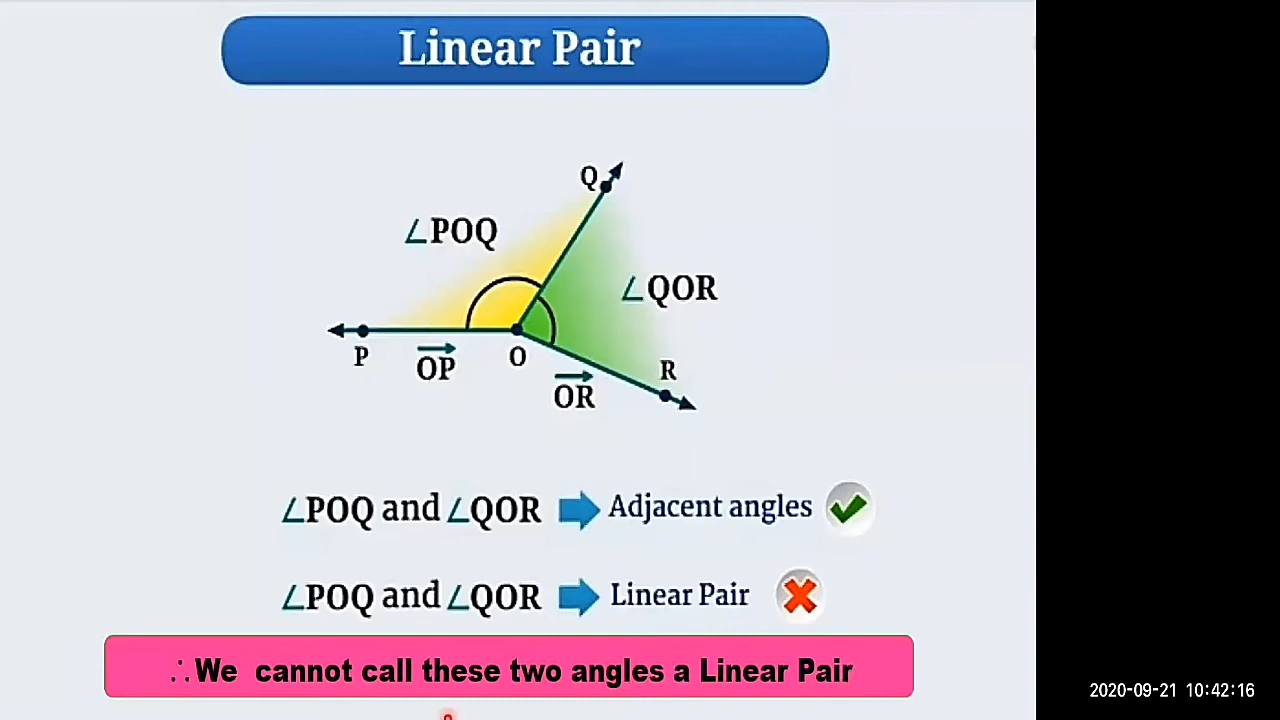 Linear Pair
Q
∠POQ
∠QOR
P
OP
O
OR
R
∠POQ and ∠QOR Adjacent angles
∠POQ and ∠QOR Linear Pair
∴We cannot call these two angles a Linear Pair
2020-09-21 10:42:16